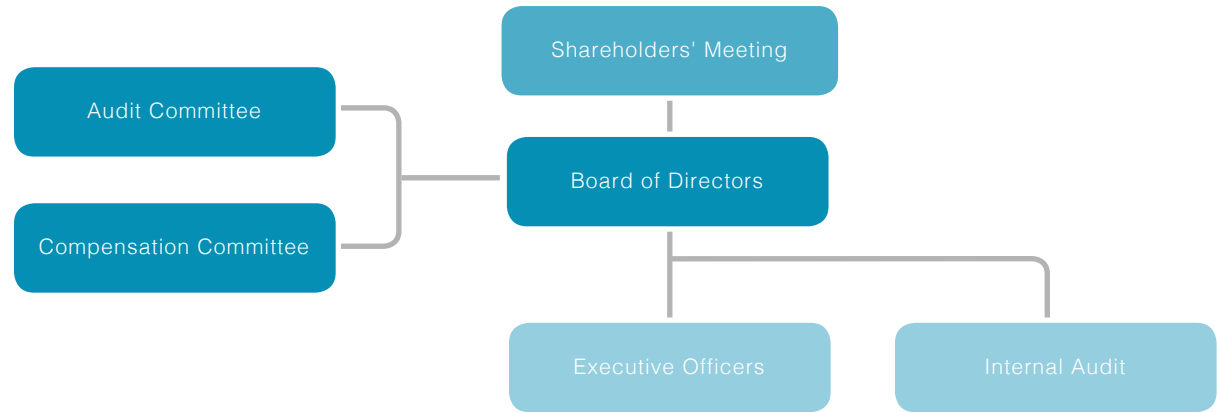 Shareholders' Meeting
Audit Committee
Board of Directors
Compensation Committee
Executive Officers
Internal Audit